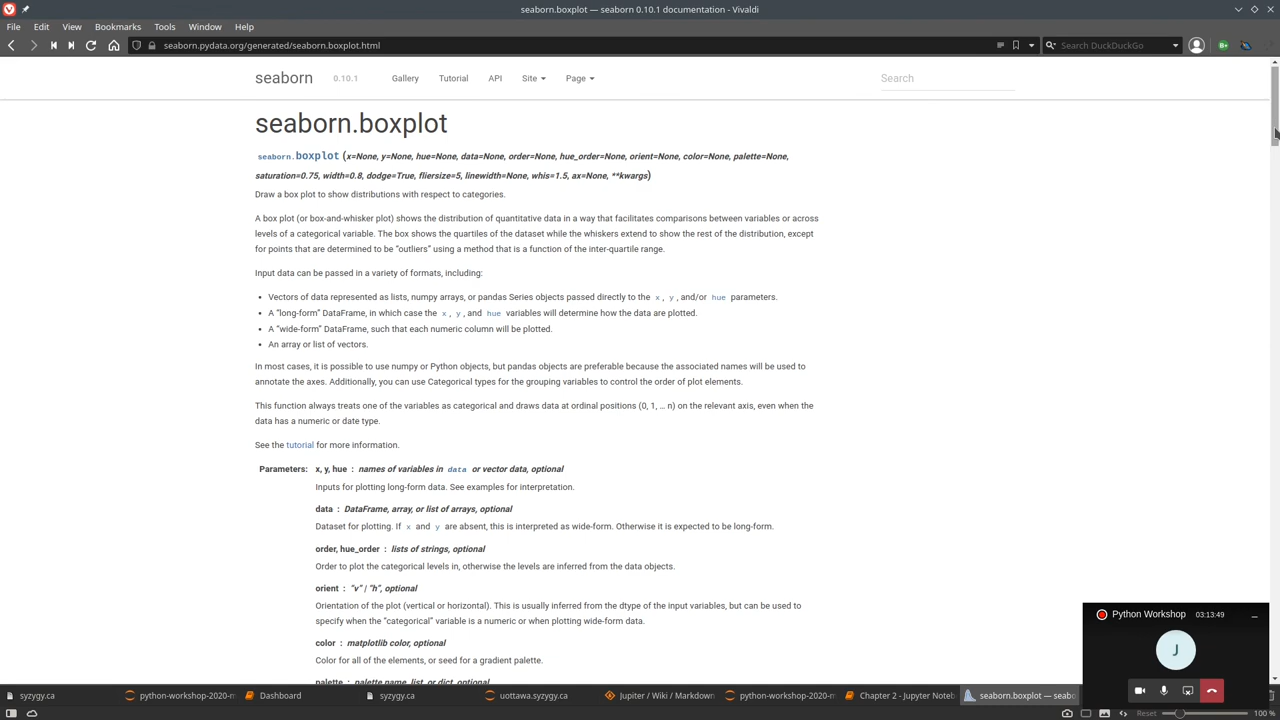 seaborn.boxplot — seaborn 0.10.1 documentation - Vivaldi
File Edit View Bookmarks Tools Window Help
seaborn.pydata.org/generated/seaborn.boxplot.html
Search DuckDuckGo
seaborn 0.10.1 Gallery Tutorial API Site Page Search
seaborn.boxplot
seaborn.boxplot (x=None, y=None, hue=None, data=None, order=None, hue_order=None, orient=None, color=None, palette=None,
saturation=0.75, width=0.8, dodge=True, fliersize=5, linewidth=None, whis=1.5, ax=None, **kwargs)
Draw a box plot to show distributions with respect to categories.
A box plot (or box-and-whisker plot) shows the distribution of quantitative data in a way that facilitates comparisons between variables or across
levels of a categorical variable. The box shows the quartiles of the dataset while the whiskers extend to show the rest of the distribution, except
for points that are determined to be “outliers” using a method that is a function of the inter-quartile range.
Input data can be passed in a variety of formats, including:
• Vectors of data represented as lists, numpy arrays, or pandas Series objects passed directly to the x, y, and/or hue parameters.
• A “long-form” DataFrame, in which case the x, y, and hue variables will determine how the data are plotted.
• A “wide-form” DataFrame, such that each numeric column will be plotted.
• An array or list of vectors.
In most cases, it is possible to use numpy or Python objects, but pandas objects are preferable because the associated names will be used to
annotate the axes. Additionally, you can use Categorical types for the grouping variables to control the order of plot elements.
This function always treats one of the variables as categorical and draws data at ordinal positions (0, 1, … n) on the relevant axis, even when the
data has a numeric or date type.
See the tutorial for more information.
Parameters: x, y, hue : names of variables in data or vector data, optional
Inputs for plotting long-form data. See examples for interpretation.
data : DataFrame, array, or list of arrays, optional
Dataset for plotting. If x and y are absent, this is interpreted as wide-form. Otherwise it is expected to be long-form.
order, hue_order : lists of strings, optional
Order to plot the categorical levels in, otherwise the levels are inferred from the data objects.
orient : “v” | “h”, optional
Orientation of the plot (vertical or horizontal). This is usually inferred from the dtype of the input variables, but can be used to
specify when the “categorical” variable is a numeric or when plotting wide-form data.
color : matplotlib color, optional
Color for all of the elements, or seed for a gradient palette.
palette : palette name, list, or dict, optional
Python Workshop 03:13:49
J
syzygy.ca python-workshop-2020-m Dashboard syzygy.ca uottawa.syzygy.ca Jupiter / Wiki / Markdown python-workshop-2020-m Chapter 2 - Jupyter Noteb seaborn.boxplot — seabo
Reset 100 %